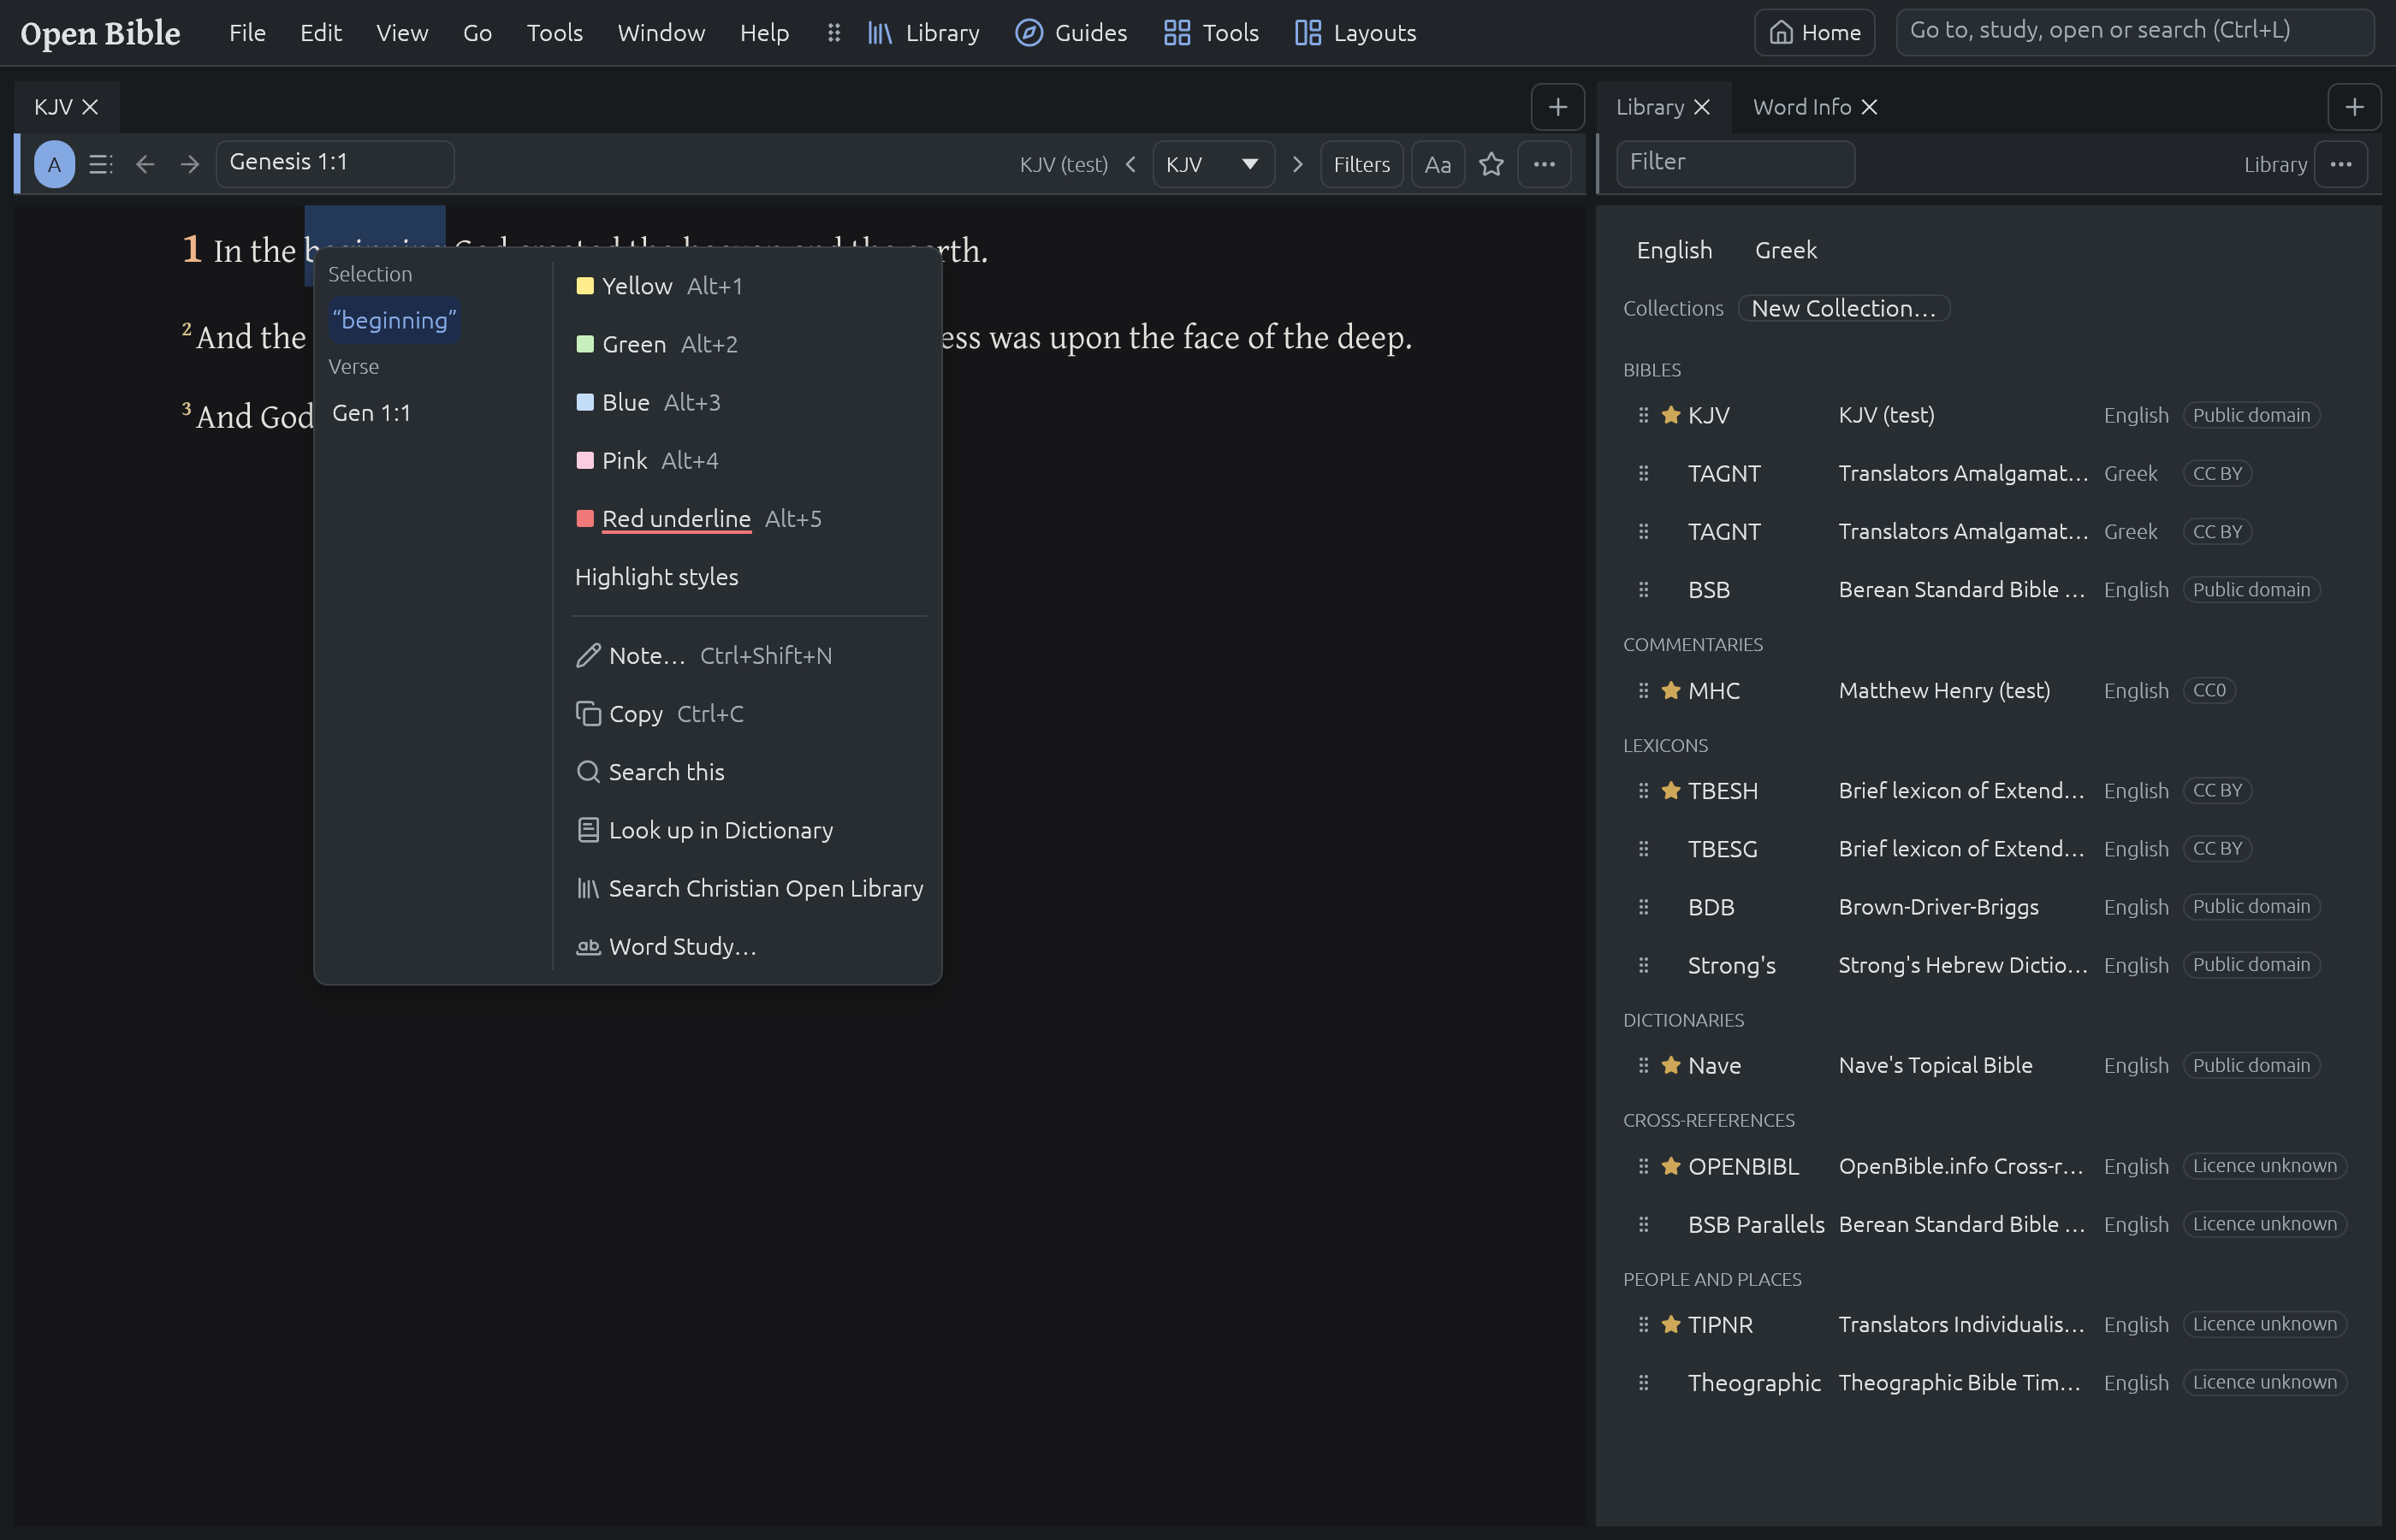 Open Bible File Edit View Go Tools Window Help Library Guides Tools Layouts Home Go to, study, open or search (Ctrl+L)
KJV
A Genesis 1:1 KJV (test) KJV Filters Aa
1 In the God created the heaven and the earth.
2 And the ess was upon the face of the deep.
3 And God
Selection
“beginning”
Verse
Gen 1:1
Yellow Alt+1
Green Alt+2
Blue Alt+3
Pink Alt+4
Red underline Alt+5
Highlight styles
Note… Ctrl+Shift+N
Copy Ctrl+C
Search this
Look up in Dictionary
Search Christian Open Library
Word Study…
Library Word Info
Filter Library
English Greek
Collections New Collection…
BIBLES
KJV KJV (test) English Public domain
TAGNT Translators Amalgamat… Greek CC BY
TAGNT Translators Amalgamat… Greek CC BY
BSB Berean Standard Bible … English Public domain
COMMENTARIES
MHC Matthew Henry (test) English CC0
LEXICONS
TBESH Brief lexicon of Extend… English CC BY
TBESG Brief lexicon of Extend… English CC BY
BDB Brown-Driver-Briggs English Public domain
Strong's Strong's Hebrew Dictio… English Public domain
DICTIONARIES
Nave Nave's Topical Bible English Public domain
CROSS-REFERENCES
OPENBIBL OpenBible.info Cross-r… English Licence unknown
BSB Parallels Berean Standard Bible … English Licence unknown
PEOPLE AND PLACES
TIPNR Translators Individualis… English Licence unknown
Theographic Theographic Bible Tim… English Licence unknown